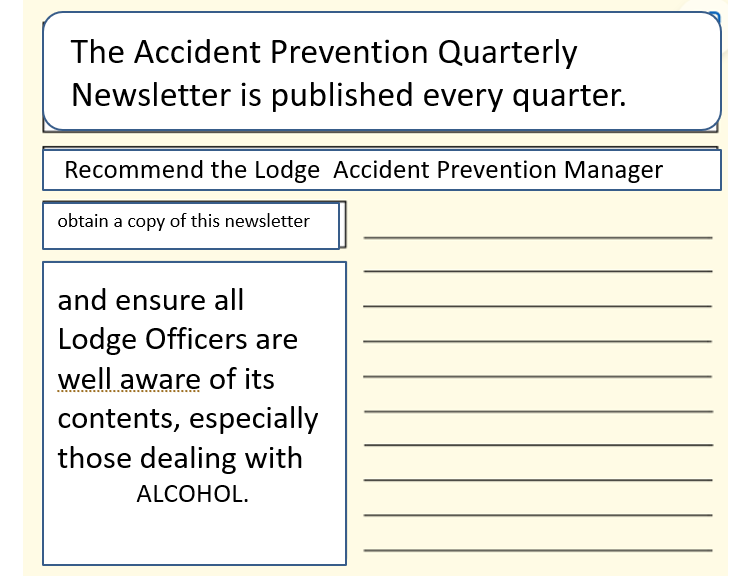 The Accident Prevention Quarterly
Newsletter is published every quarter.
Recommend the Lodge  Accident Prevention Manager
obtain a copy of this newsletter
and ensure all
Lodge Officers are
well aware of its
contents, especially
those dealing with
ALCOHOL.